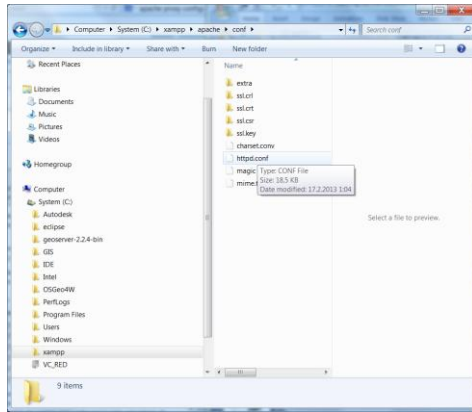 Computer ▸ System (C:) ▸ xampp ▸ apache ▸ conf ▸
Search conf
Organize ▾ Include in library ▾ Share with ▾ Burn New folder
Recent Places
Libraries
Documents
Music
Pictures
Videos
Homegroup
Computer
System (C:)
Autodesk
eclipse
geoserver-2.2.4-bin
GIS
IDE
Intel
OSGeo4W
PerfLogs
Program Files
Users
Windows
xampp
VC_RED
Name
extra
ssl.crl
ssl.crt
ssl.csr
ssl.key
charset.conv
httpd.conf
magic
Type: CONF File
Size: 18,5 KB
Date modified: 17.2.2013 1:04
Select a file to preview.
9 items